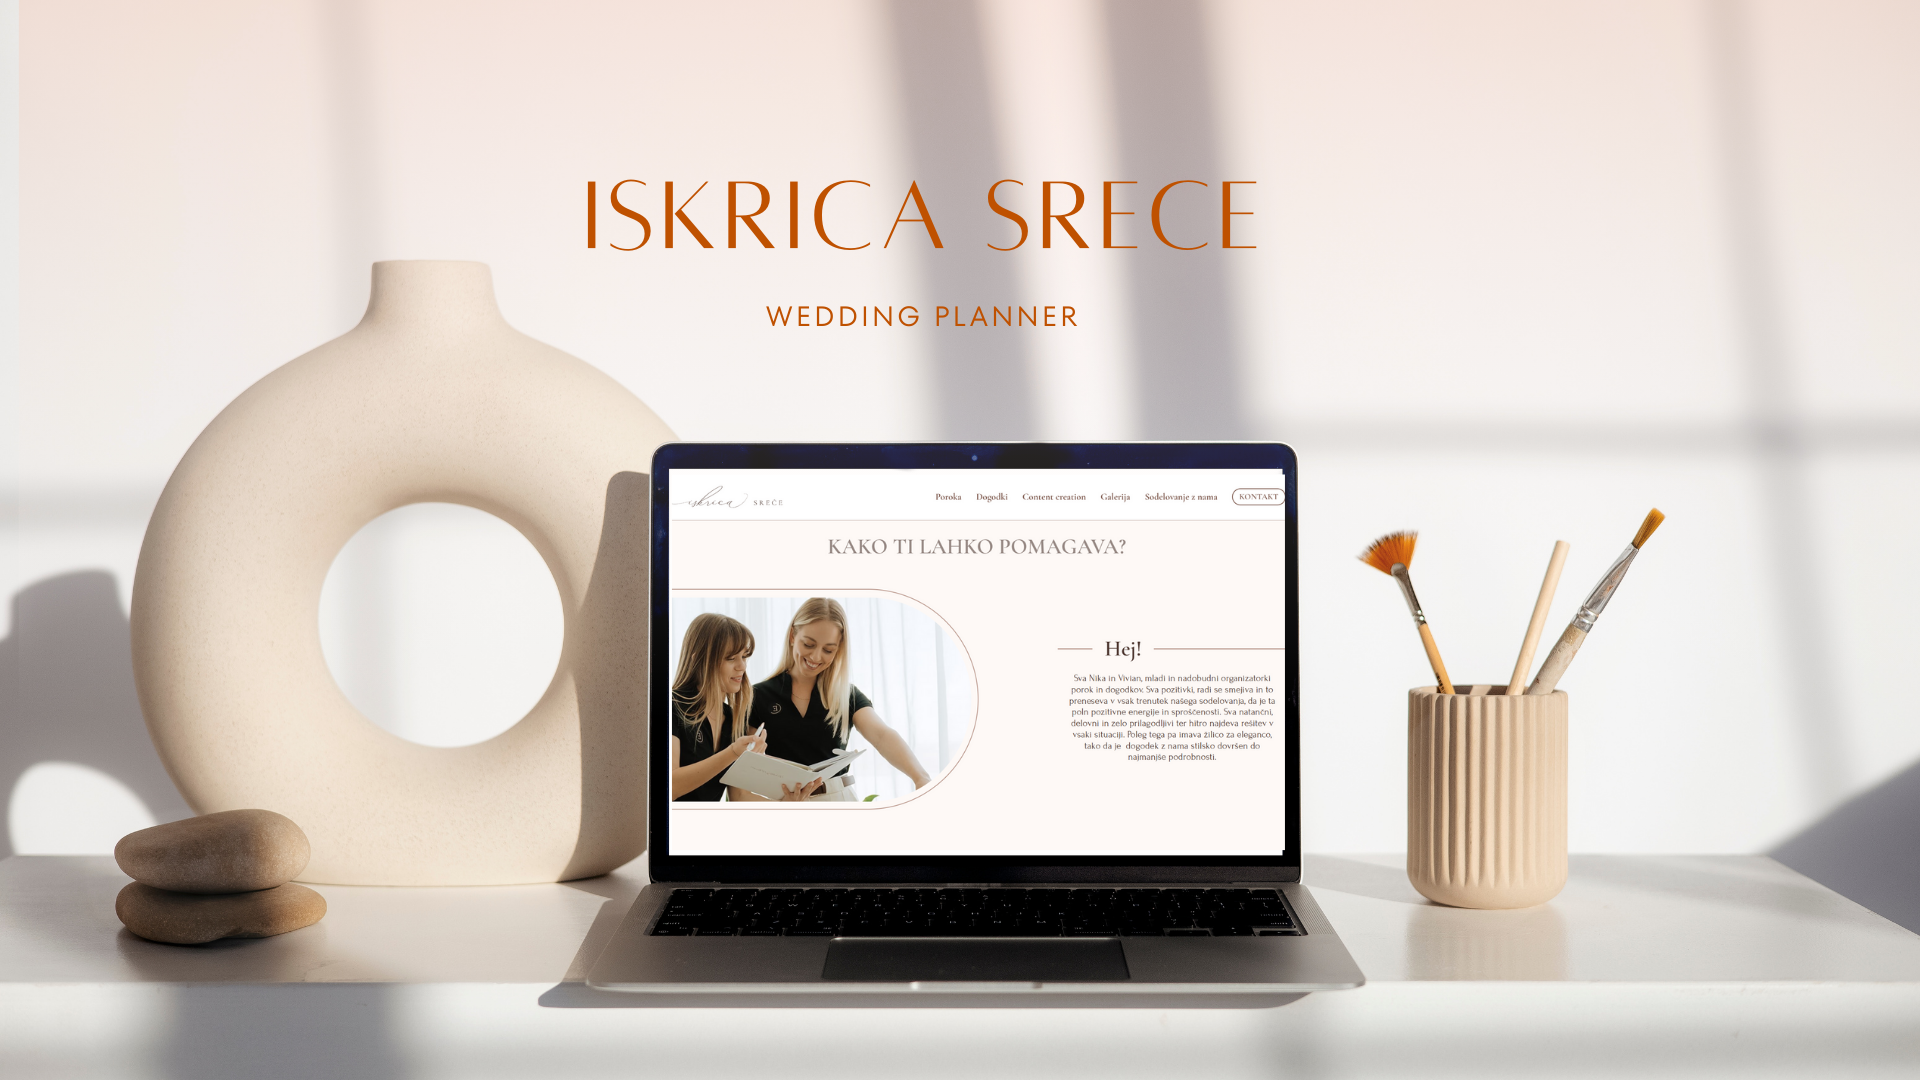 ISKRICA SRECE
WEDDING PLANNER
iskrica SREČE
Poroka Dogodki Content creation Galerija Sodelovanje z nama KONTAKT
KAKO TI LAHKO POMAGAVA?
Hej!
Sva Nika in Vivian, mladi in nadobudni organizatorki
porok in dogodkov. Sva pozitivki, radi se smejiva in to
preneseva v vsak trenutek našega sodelovanja, da je ta
poln pozitivne energije in sproščenosti. Sva natančni,
delovni in zelo prilagodljivi ter hitro najdeva rešitev v
vsaki situaciji. Poleg tega pa imava žilico za eleganco,
tako da je dogodek z nama stilsko dovršen do
najmanjše podrobnosti.